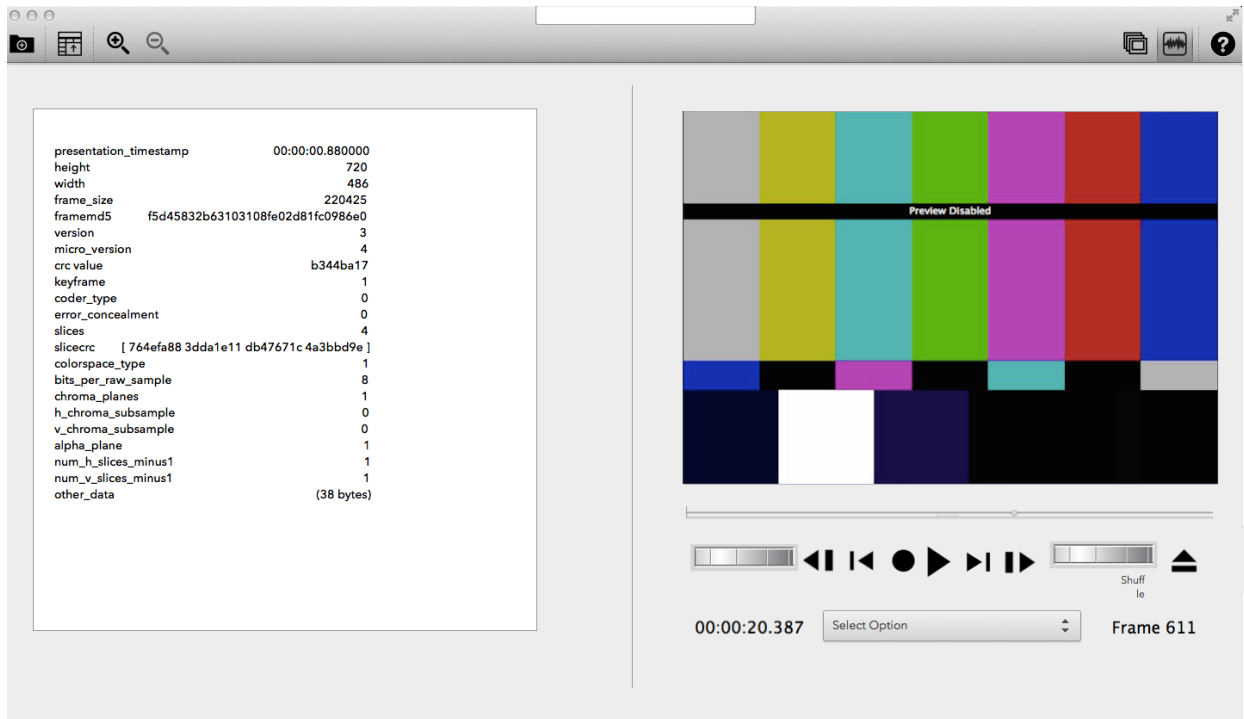 presentation_timestamp 00:00:00.880000
height 720
width 486
frame_size 220425
framemd5 f5d45832b63103108fe02d81fc0986e0
version 3
micro_version 4
crc value b344ba17
keyframe 1
coder_type 0
error_concealment 0
slices 4
slicecrc [ 764efa88 3dda1e11 db47671c 4a3bbd9e ]
colorspace_type 1
bits_per_raw_sample 8
chroma_planes 1
h_chroma_subsample 0
v_chroma_subsample 0
alpha_plane 1
num_h_slices_minus1 1
num_v_slices_minus1 1
other_data (38 bytes)
Preview Disabled
Shuff
le
00:00:20.387 Select Option Frame 611